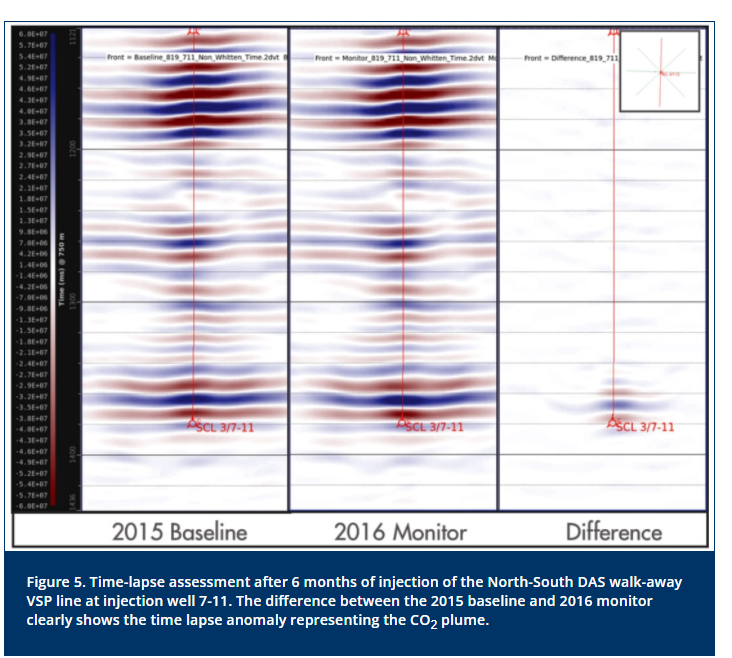 6.0E+07
5.7E+07
5.4E+07
5.2E+07
4.9E+07
4.6E+07
4.3E+07
4.0E+07
3.8E+07
3.5E+07
3.2E+07
2.9E+07
2.7E+07
2.4E+07
2.1E+07
1.8E+07
1.5E+07
1.3E+07
9.8E+06
7.0E+06
4.2E+06
1.4E+06
-1.4E+06
-4.2E+06
-7.0E+06
-9.8E+06
-1.3E+07
-1.5E+07
-1.8E+07
-2.1E+07
-2.4E+07
-2.7E+07
-2.9E+07
-3.2E+07
-3.5E+07
-3.8E+07
-4.0E+07
-4.3E+07
-4.6E+07
-4.9E+07
-5.2E+07
-5.4E+07
-5.7E+07
-6.0E+07
Time (ms) @ 750 m
1200
1300
1400
1436
Front = Baseline_819_711_Non_Whitten_Time.2dvt
Front = Monitor_819_711_Non_Whitten_Time.2dvt
Front = Difference_819_711
SCL 3/7-11
SCL 3/7-11
SCL 3/7-11
2015 Baseline
2016 Monitor
Difference
Figure 5. Time-lapse assessment after 6 months of injection of the North-South DAS walk-away
VSP line at injection well 7-11. The difference between the 2015 baseline and 2016 monitor
clearly shows the time lapse anomaly representing the CO2 plume.